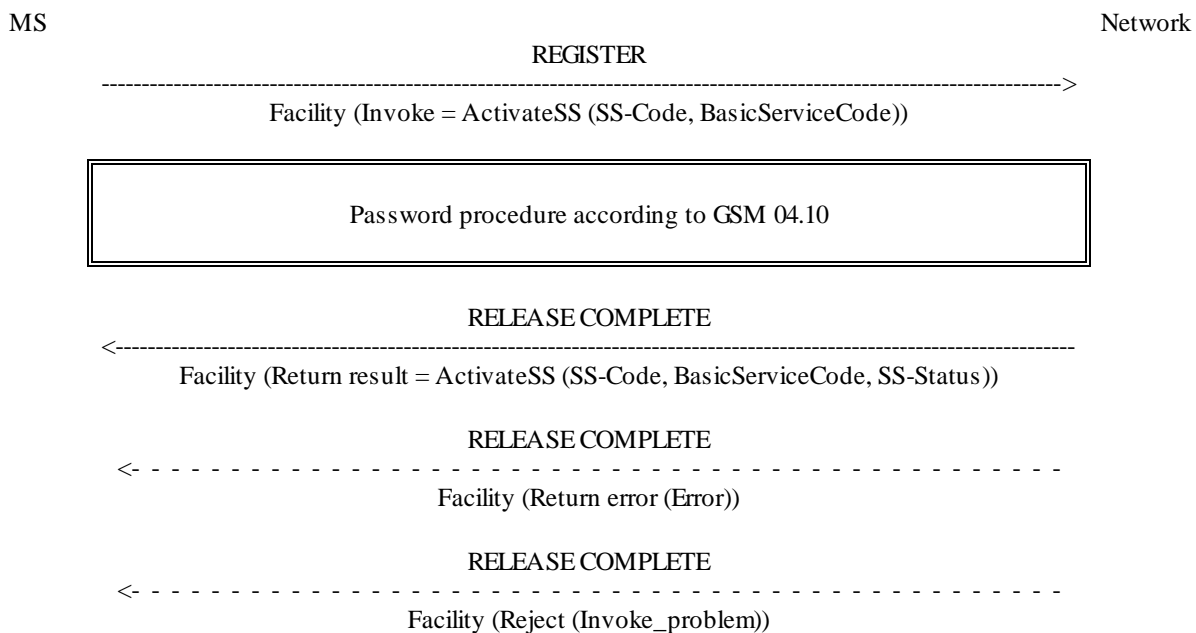 MS Network
REGISTER
Facility (Invoke = ActivateSS (SS-Code, BasicServiceCode))
Password procedure according to GSM 04.10
RELEASE COMPLETE
Facility (Return result = ActivateSS (SS-Code, BasicServiceCode, SS-Status))
RELEASE COMPLETE
Facility (Return error (Error))
RELEASE COMPLETE
Facility (Reject (Invoke_problem))